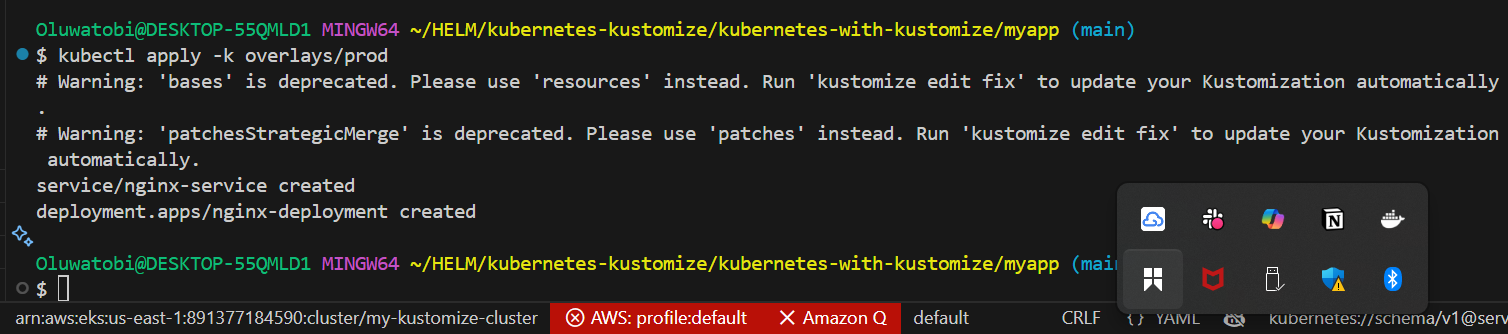 Oluwatobi@DESKTOP-55QMLD1 MINGW64 ~/HELM/kubernetes-kustomize/kubernetes-with-kustomize/myapp (main)
$ kubectl apply -k overlays/prod
# Warning: 'bases' is deprecated. Please use 'resources' instead. Run 'kustomize edit fix' to update your Kustomization automatically
.
# Warning: 'patchesStrategicMerge' is deprecated. Please use 'patches' instead. Run 'kustomize edit fix' to update your Kustomization
 automatically.
service/nginx-service created
deployment.apps/nginx-deployment created
Oluwatobi@DESKTOP-55QMLD1 MINGW64 ~/HELM/kubernetes-kustomize/kubernetes-with-kustomize/myapp (main
$
arn:aws:eks:us-east-1:891377184590:cluster/my-kustomize-cluster AWS: profile:default Amazon Q default CRLF {} YAML kubernetes://schema/v1@serv